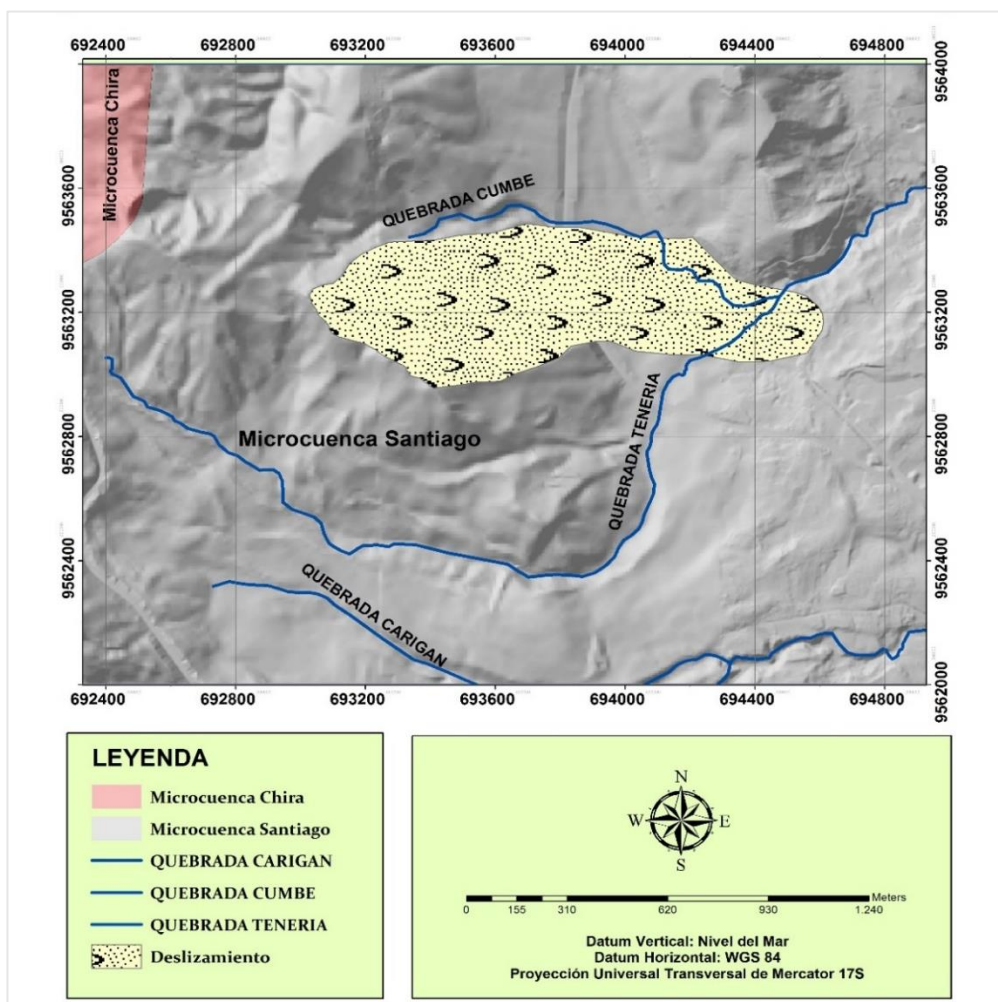 692400 692800 693200 693600 694000 694400 694800
9564000
9563600
9563200
9562800
9562400
9562000
9563600
9563200
9562800
9562400
9564000
9562000
Microcuenca Chira
QUEBRADA CUMBE
QUEBRADA TENERIA
Microcuenca Santiago
QUEBRADA CARIGAN
692400 692800 693200 693600 694000 694400 694800
LEYENDA
Microcuenca Chira
Microcuenca Santiago
QUEBRADA CARIGAN
QUEBRADA CUMBE
QUEBRADA TENERIA
Deslizamiento
N
W E
S
Meters
0 155 310 620 930 1.240
Datum Vertical: Nivel del Mar
Datum Horizontal: WGS 84
Proyección Universal Transversal de Mercator 17S